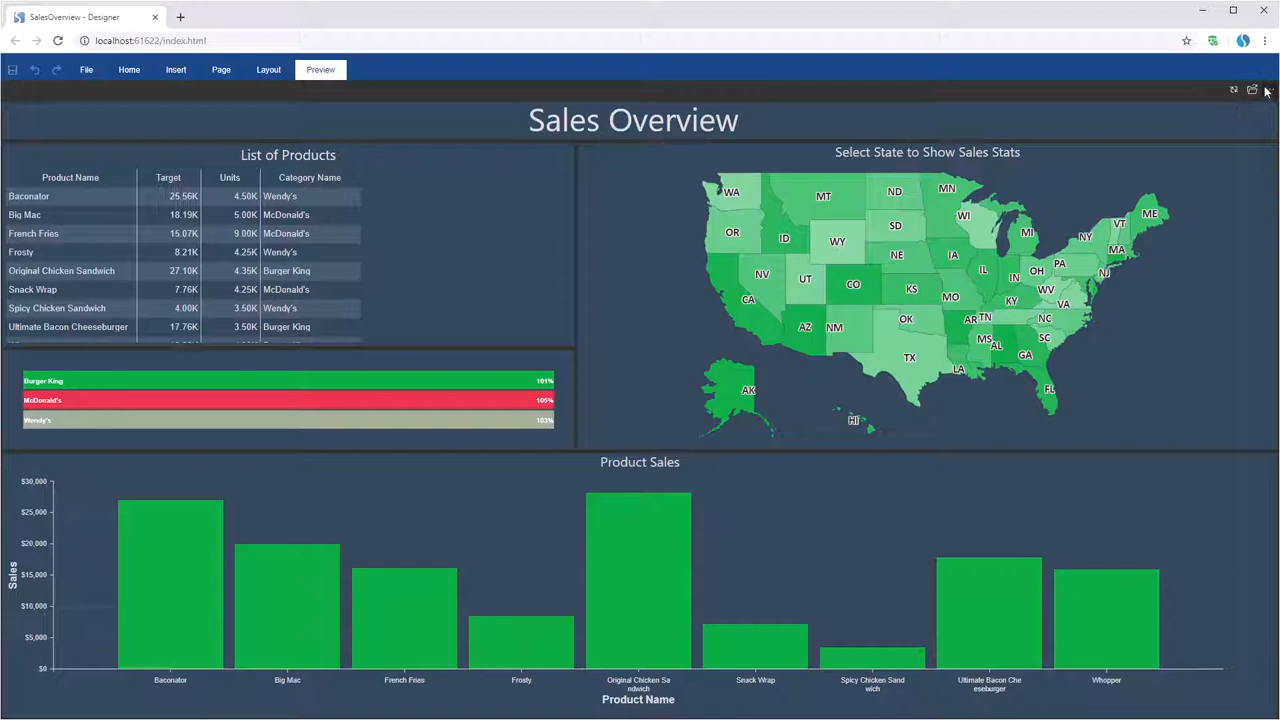 SalesOverview - Designer
localhost:61622/index.html
File Home Insert Page Layout Preview
Sales Overview
List of Products
Product Name Target Units Category Name
Baconator 25.56K 4.50K Wendy's
Big Mac 18.19K 5.00K McDonald's
French Fries 15.07K 9.00K McDonald's
Frosty 8.21K 4.25K Wendy's
Original Chicken Sandwich 27.10K 4.35K Burger King
Snack Wrap 7.76K 4.25K McDonald's
Spicy Chicken Sandwich 4.00K 3.50K Wendy's
Ultimate Bacon Cheeseburger 17.76K 3.50K Burger King
Burger King 101%
McDonald's 105%
Wendy's 103%
Select State to Show Sales Stats
WA MT ND MN ME
OR ID WY SD WI MI NY VT MA
NV UT NE IA IL IN OH PA NJ
CA CO KS MO KY WV VA
AZ NM OK AR TN NC SC
TX LA MS AL GA FL
AK HI
Product Sales
Sales
$30,000
$25,000
$20,000
$15,000
$10,000
$5,000
$0
Baconator Big Mac French Fries Frosty Original Chicken Sa Snack Wrap Spicy Chicken Sand Ultimate Bacon Che Whopper
ndwich wich eseburger
Product Name